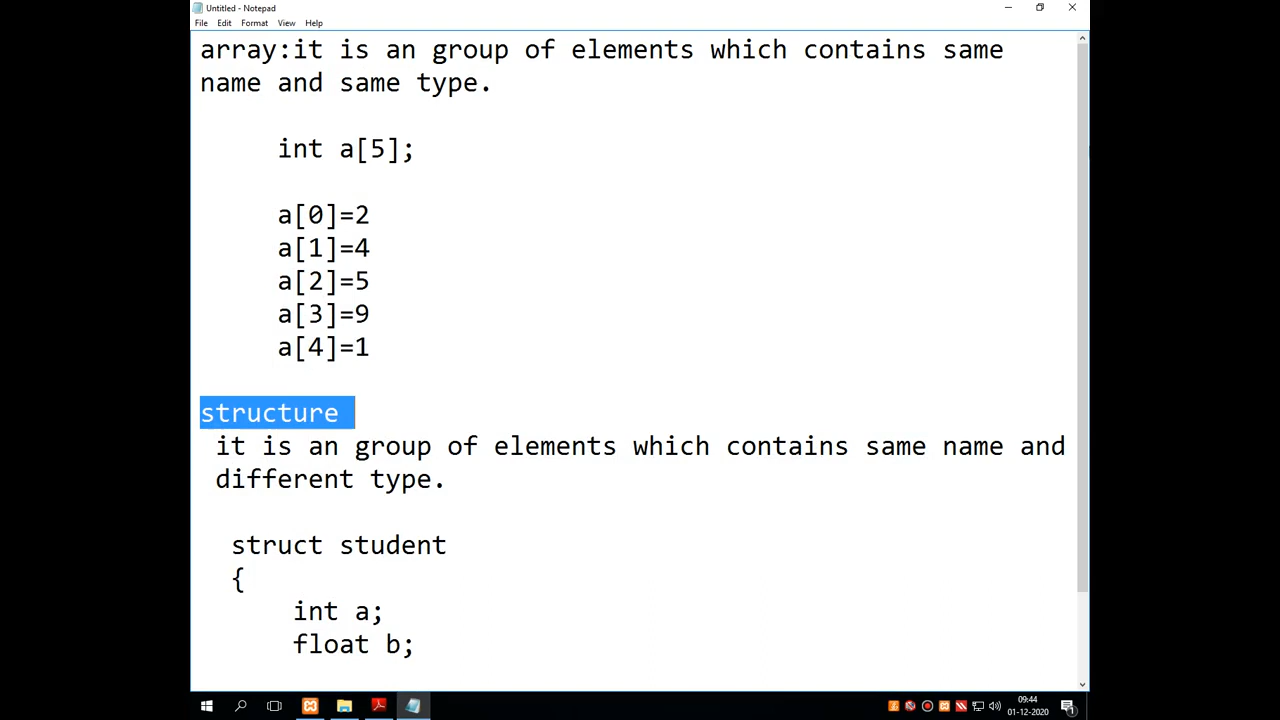 Untitled - Notepad
File Edit Format View Help
array:it is an group of elements which contains same
name and same type.
int a[5];
a[0]=2
a[1]=4
a[2]=5
a[3]=9
a[4]=1
structure
it is an group of elements which contains same name and
different type.
struct student
{
int a;
float b;
09:44
01-12-2020